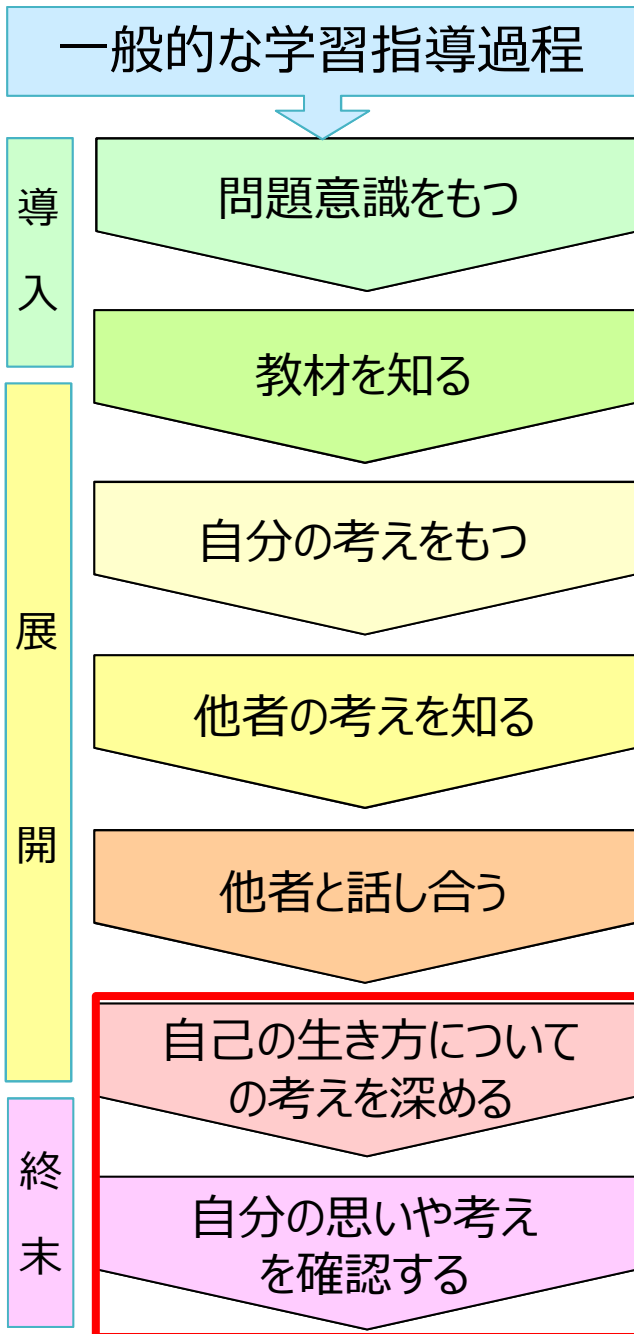 一般的な学習指導過程
導入
問題意識をもつ
教材を知る
展開
自分の考えをもつ
他者の考えを知る
他者と話し合う
自己の生き方について
の考えを深める
終末
自分の思いや考え
を確認する